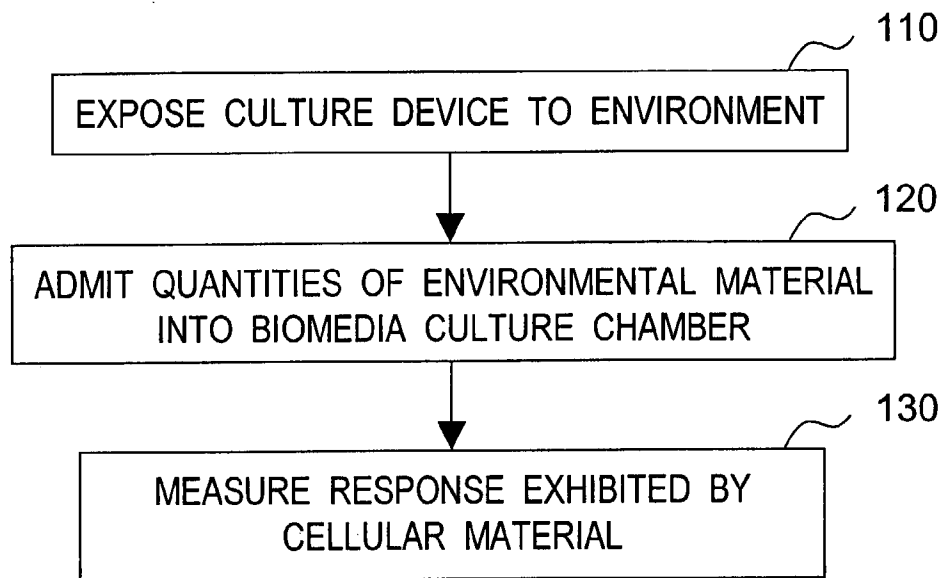 110
EXPOSE CULTURE DEVICE TO ENVIRONMENT
120
ADMIT QUANTITIES OF ENVIRONMENTAL MATERIAL
INTO BIOMEDIA CULTURE CHAMBER
130
MEASURE RESPONSE EXHIBITED BY
CELLULAR MATERIAL